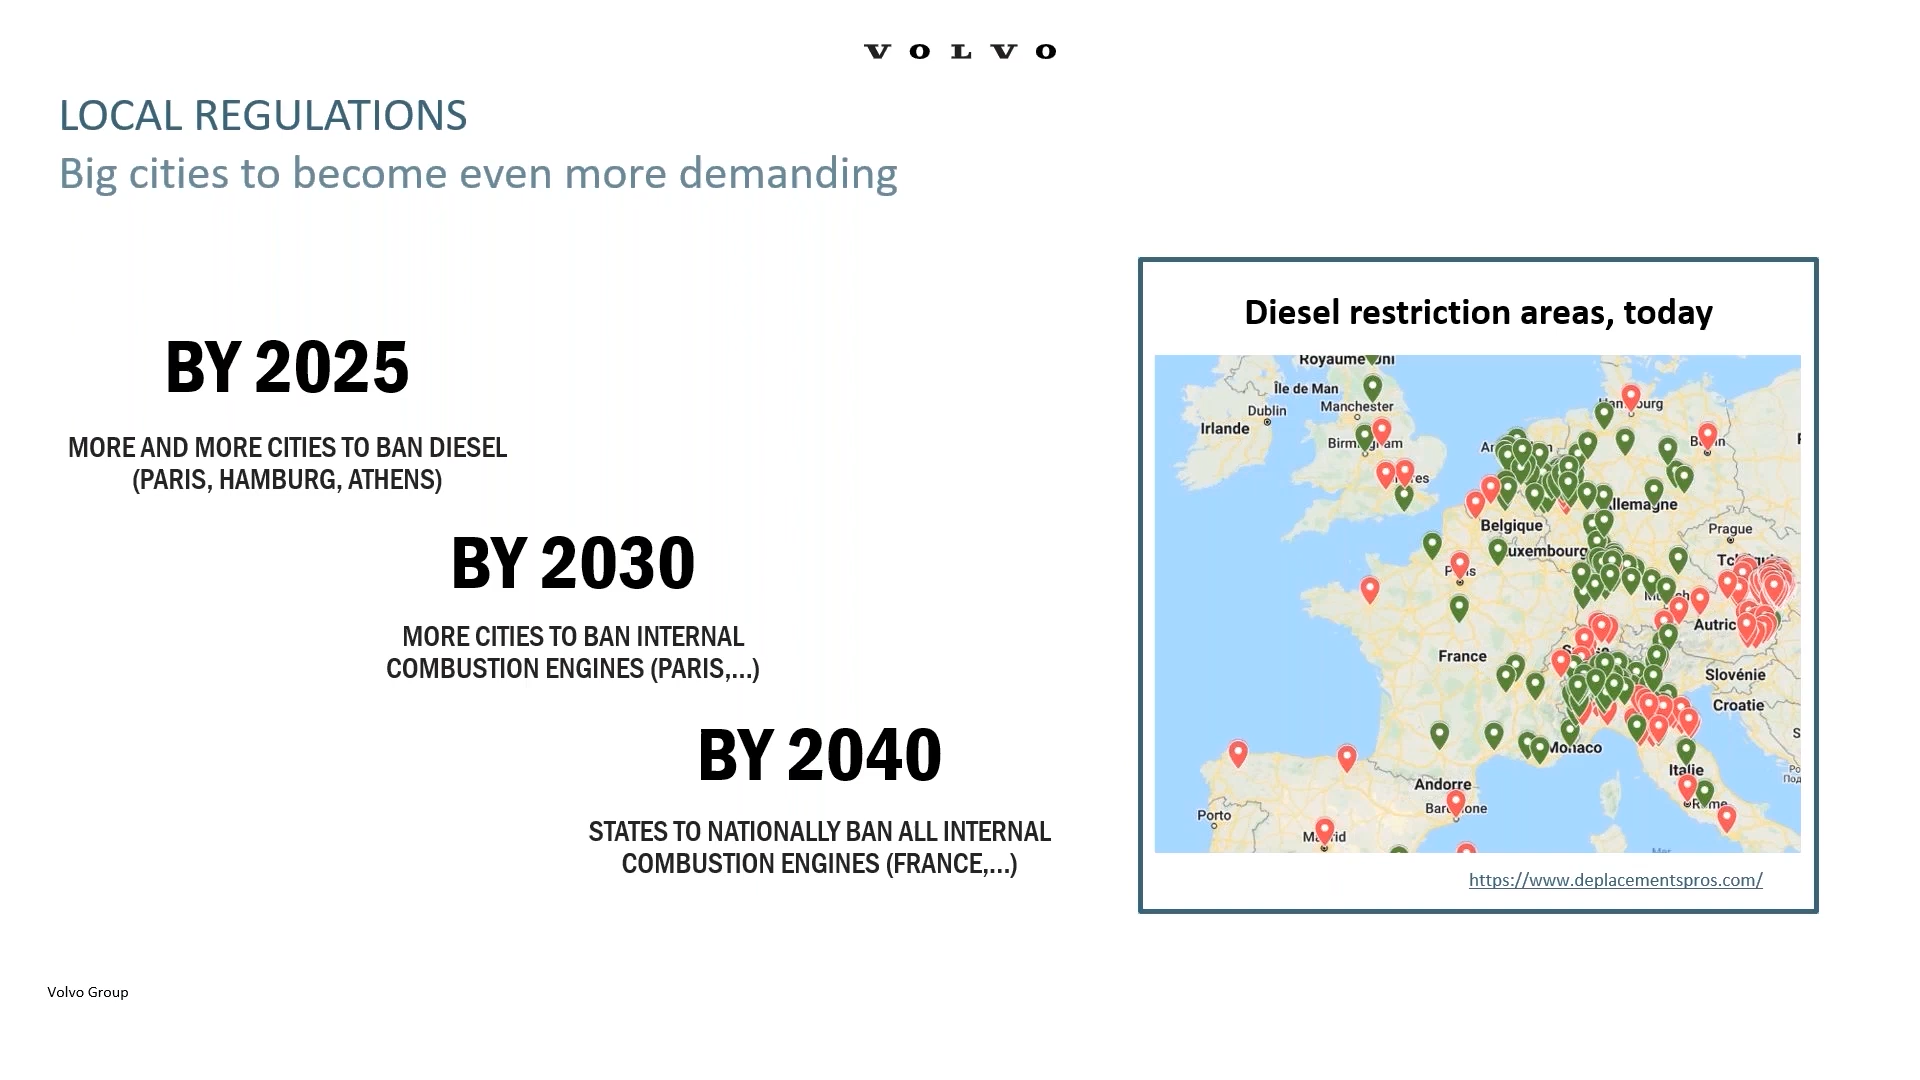 VOLVO
LOCAL REGULATIONS
Big cities to become even more demanding
BY 2025
MORE AND MORE CITIES TO BAN DIESEL
(PARIS, HAMBURG, ATHENS)
BY 2030
MORE CITIES TO BAN INTERNAL
COMBUSTION ENGINES (PARIS,...)
BY 2040
STATES TO NATIONALLY BAN ALL INTERNAL
COMBUSTION ENGINES (FRANCE,...)
Diesel restriction areas, today
Île de Man
Dublin
Manchester
Irlande
Belgique
Prague
France
Slovénie
Croatie
Monaco
Italie
Andorre
Porto
https://www.deplacementspros.com/
Volvo Group